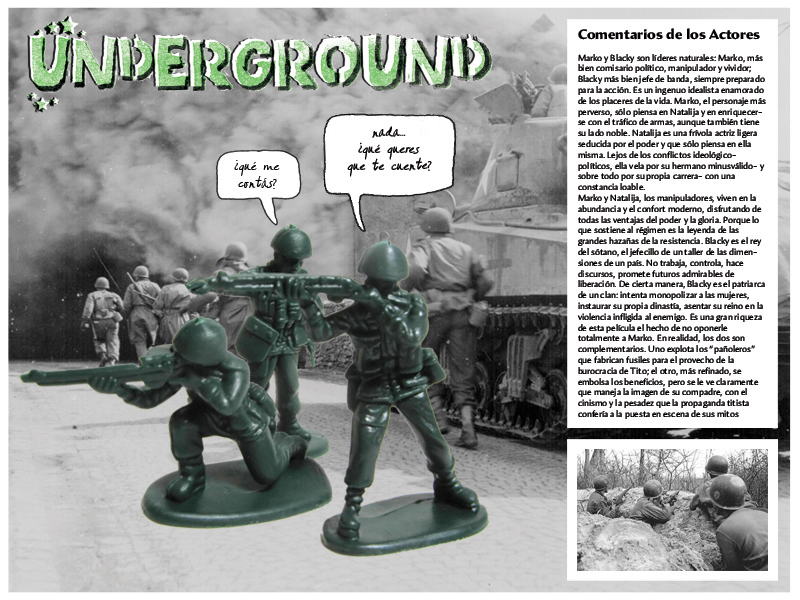 UNDERGROUND
¿qué me
contás?
nada...
¿qué queres
que te cuente?
Comentarios de los Actores
Marko y Blacky son líderes naturales: Marko, más
bien comisario político, manipulador y vividor;
Blacky más bien jefe de banda, siempre preparado
para la acción. Es un ingenuo idealista enamorado
de los placeres de la vida. Marko, el personaje más
perverso, sólo piensa en Natalija y en enriquecer-
se con el tráfico de armas, aunque también tiene
su lado noble. Natalija es una frívola actriz ligera
seducida por el poder y que sólo piensa en ella
misma. Lejos de los conflictos ideológico-
políticos, ella vela por su hermano minusválido- y
sobre todo por su propia carrera- con una
constancia loable.
Marko y Natalija, los manipuladores, viven en la
abundancia y el confort moderno, disfrutando de
todas las ventajas del poder y la gloria. Porque lo
que sostiene al régimen es la leyenda de las
grandes hazañas de la resistencia. Blacky es el rey
del sótano, el jefecillo de un taller de las dimen-
siones de un país. No trabaja, controla, hace
discursos, promete futuros admirables de
liberación. De cierta manera, Blacky es el patriarca
de un clan: intenta monopolizar a las mujeres,
instaurar su propia dinastía, asentar su reino en la
violencia infligida al enemigo. Es una gran riqueza
de esta película el hecho de no oponerle
totalmente a Marko. En realidad, los dos son
complementarios. Uno explota los "pañoleros"
que fabrican fusiles para el provecho de la
burocracia de Tito; el otro, más refinado, se
embolsa los beneficios, pero se le ve claramente
que maneja la imagen de su compadre, con el
cinismo y la pesadez que la propaganda titista
confería a la puesta en escena de sus mitos